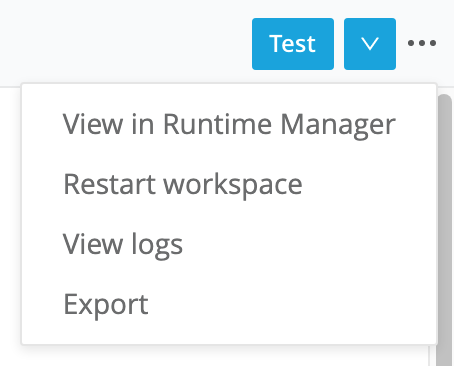 Test
View in Runtime Manager
Restart workspace
View logs
Export